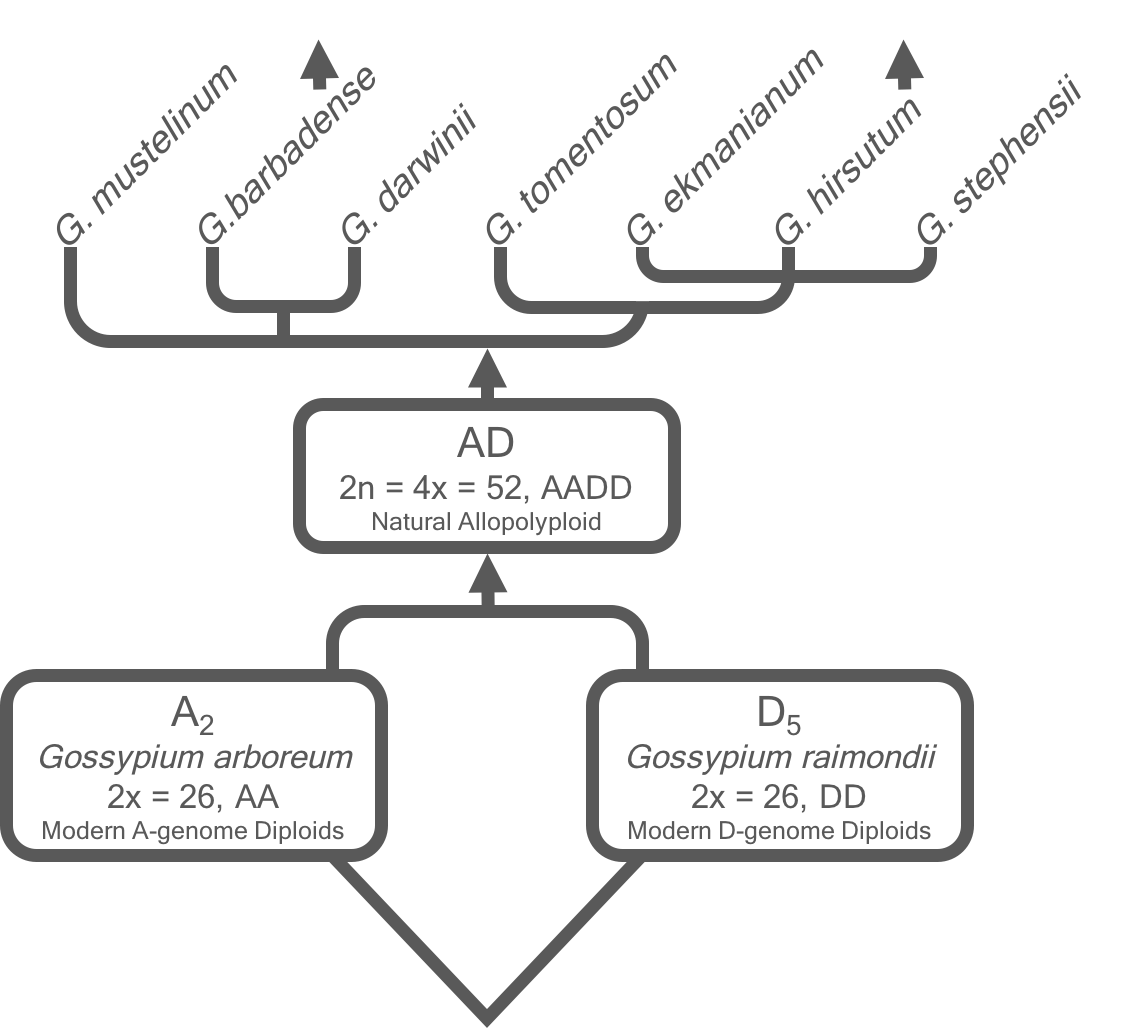 G. mustelinum
G.barbadense
G. darwinii
G. tomentosum
G. ekmanianum
G. hirsutum
G. stephensii
AD
2n = 4x = 52, AADD
Natural Allopolyploid
A2
Gossypium arboreum
2x = 26, AA
Modern A-genome Diploids
D5
Gossypium raimondii
2x = 26, DD
Modern D-genome Diploids